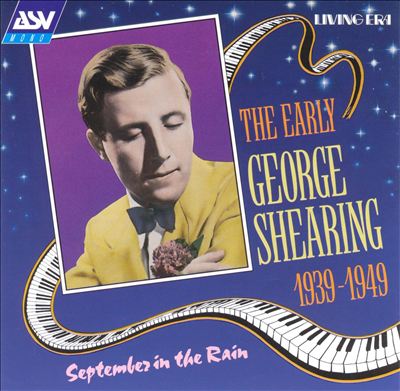 ASV
MONO
LIVING ERA
THE EARLY
GEORGE
SHEARING
1939-1949
September in the Rain